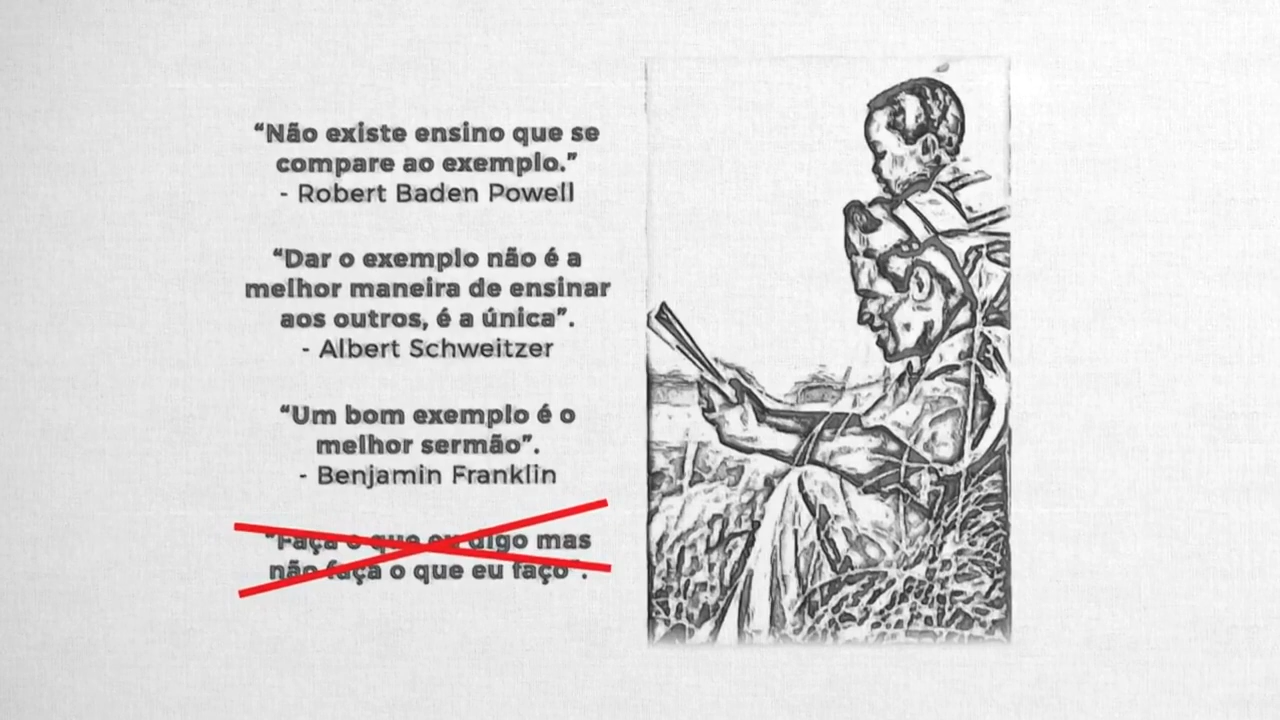 “Não existe ensino que se
compare ao exemplo.”
- Robert Baden Powell
“Dar o exemplo não é a
melhor maneira de ensinar
aos outros, é a única”.
- Albert Schweitzer
“Um bom exemplo é o
melhor sermão”.
- Benjamin Franklin
“Faça o que eu digo mas
não faça o que eu faço”.